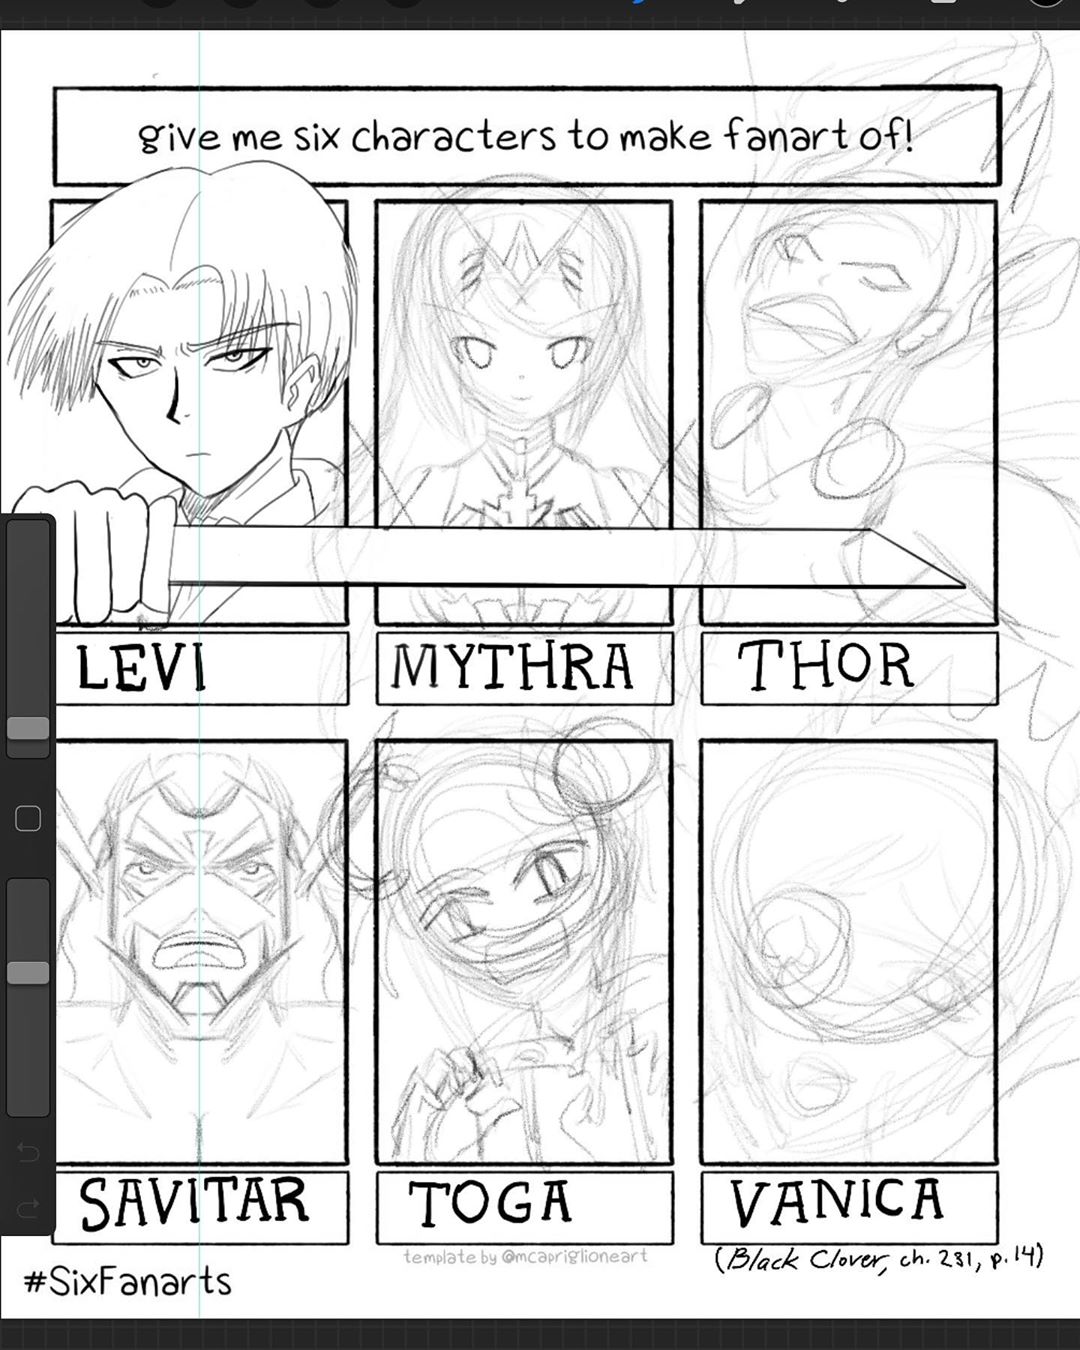 give me six characters to make fanart of!
LEVI
MYTHRA
THOR
SAVITAR
TOGA
VANICA
template by @mcapriglioneart
(Black Clover, ch. 231, p. 14)
#SixFanarts